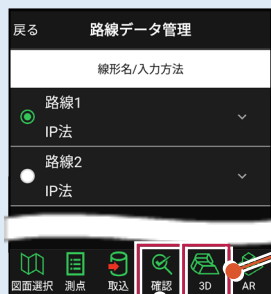 戻る 路線データ管理
線形名/入力方法
路線1
IP法
路線2
IP法
図面選択 測点 取込 確認 3D AR